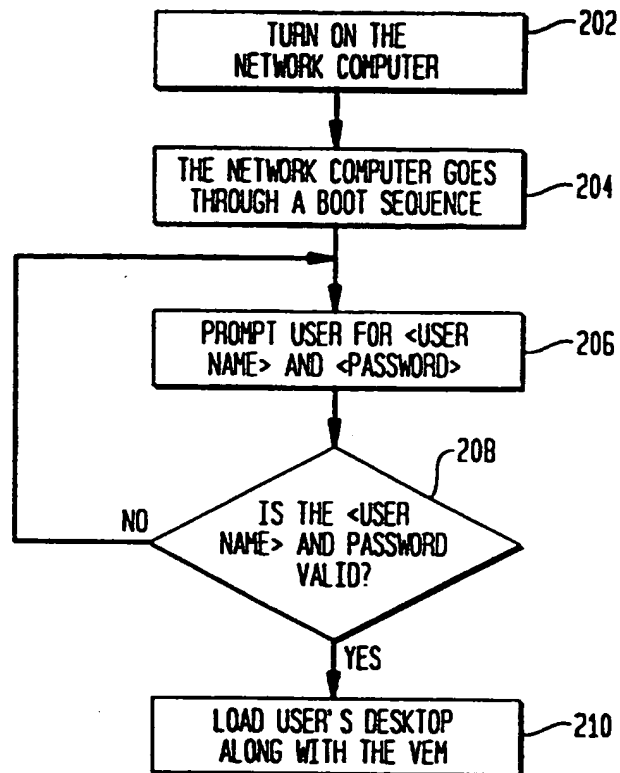 TURN ON THE
NETWORK COMPUTER
202
THE NETWORK COMPUTER GOES
THROUGH A BOOT SEQUENCE
204
PROMPT USER FOR <USER
NAME> AND <PASSWORD>
206
208
IS THE <USER
NAME> AND PASSWORD
VALID?
NO
YES
LOAD USER'S DESKTOP
ALONG WITH THE VEM
210